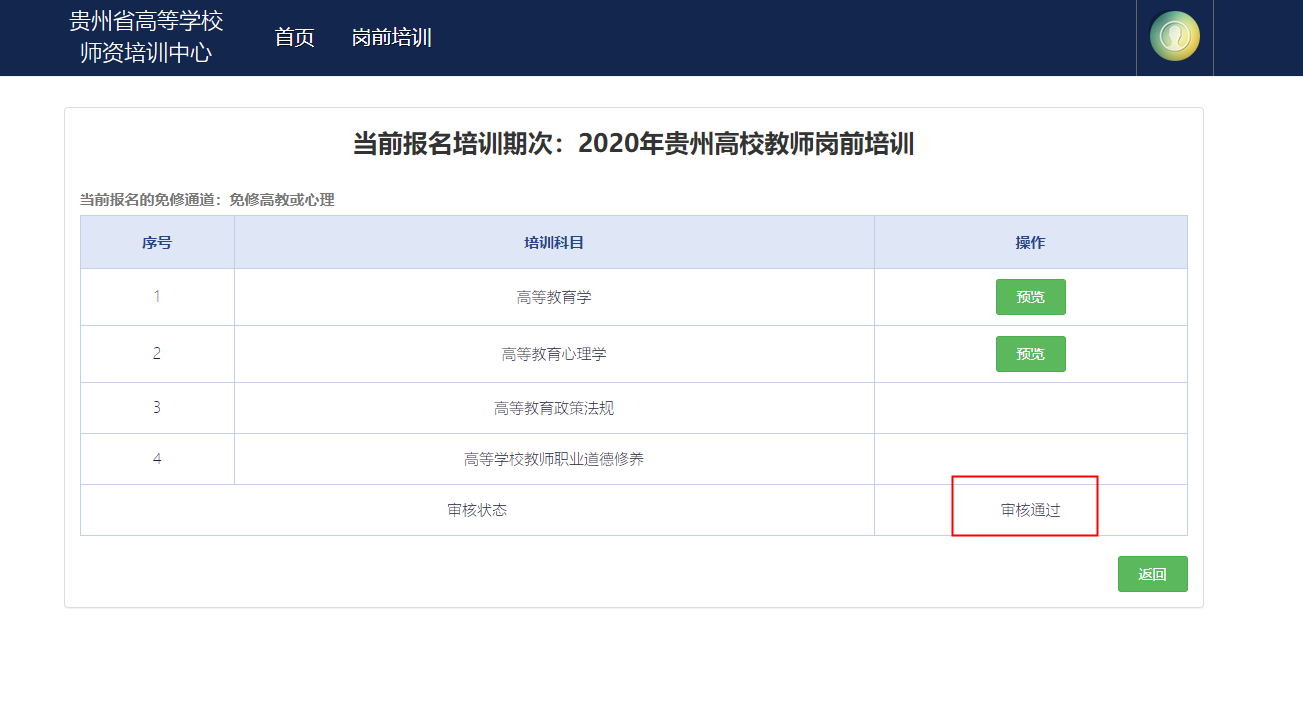 贵州省高等学校
师资培训中心
首页
岗前培训
当前报名培训期次：2020年贵州高校教师岗前培训
当前报名的免修通道：免修高教或心理
序号 培训科目 操作
1 高等教育学 预览
2 高等教育心理学 预览
3 高等教育政策法规
4 高等学校教师职业道德修养
审核状态 审核通过
返回